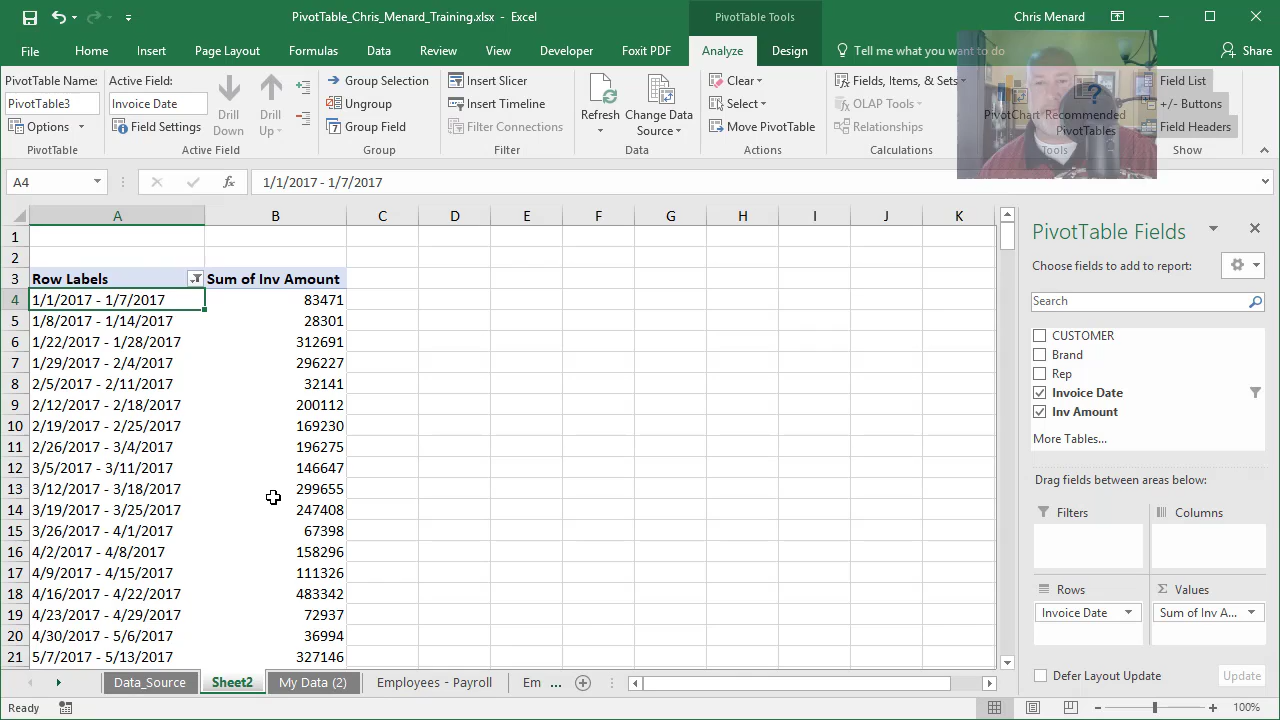 PivotTable_Chris_Menard_Training.xlsx - Excel
PivotTable Tools
Chris Menard
File Home Insert Page Layout Formulas Data Review View Developer Foxit PDF Analyze Design Tell me what you want to do Share
PivotTable Name:
PivotTable3
Options
PivotTable
Active Field:
Invoice Date
Field Settings
Drill Down
Drill Up
Active Field
Group Selection
Ungroup
Group Field
Group
Insert Slicer
Insert Timeline
Filter Connections
Filter
Refresh
Change Data Source
Data
Clear
Select
Move PivotTable
Actions
Fields, Items, & Sets
OLAP Tools
Relationships
Calculations
PivotChart
Recommended PivotTables
Tools
Field List
+/- Buttons
Field Headers
Show
A4
fx
1/1/2017 - 1/7/2017
A B C D E F G H I J K
1
2
3 Row Labels Sum of Inv Amount
4 1/1/2017 - 1/7/2017 83471
5 1/8/2017 - 1/14/2017 28301
6 1/22/2017 - 1/28/2017 312691
7 1/29/2017 - 2/4/2017 296227
8 2/5/2017 - 2/11/2017 32141
9 2/12/2017 - 2/18/2017 200112
10 2/19/2017 - 2/25/2017 169230
11 2/26/2017 - 3/4/2017 196275
12 3/5/2017 - 3/11/2017 146647
13 3/12/2017 - 3/18/2017 299655
14 3/19/2017 - 3/25/2017 247408
15 3/26/2017 - 4/1/2017 67398
16 4/2/2017 - 4/8/2017 158296
17 4/9/2017 - 4/15/2017 111326
18 4/16/2017 - 4/22/2017 483342
19 4/23/2017 - 4/29/2017 72937
20 4/30/2017 - 5/6/2017 36994
21 5/7/2017 - 5/13/2017 327146
PivotTable Fields
Choose fields to add to report:
Search
CUSTOMER
Brand
Rep
Invoice Date
Inv Amount
More Tables...
Drag fields between areas below:
Filters
Columns
Rows
Values
Invoice Date
Sum of Inv A...
Defer Layout Update
Update
Data_Source Sheet2 My Data (2) Employees - Payroll Em ...
Ready
100%